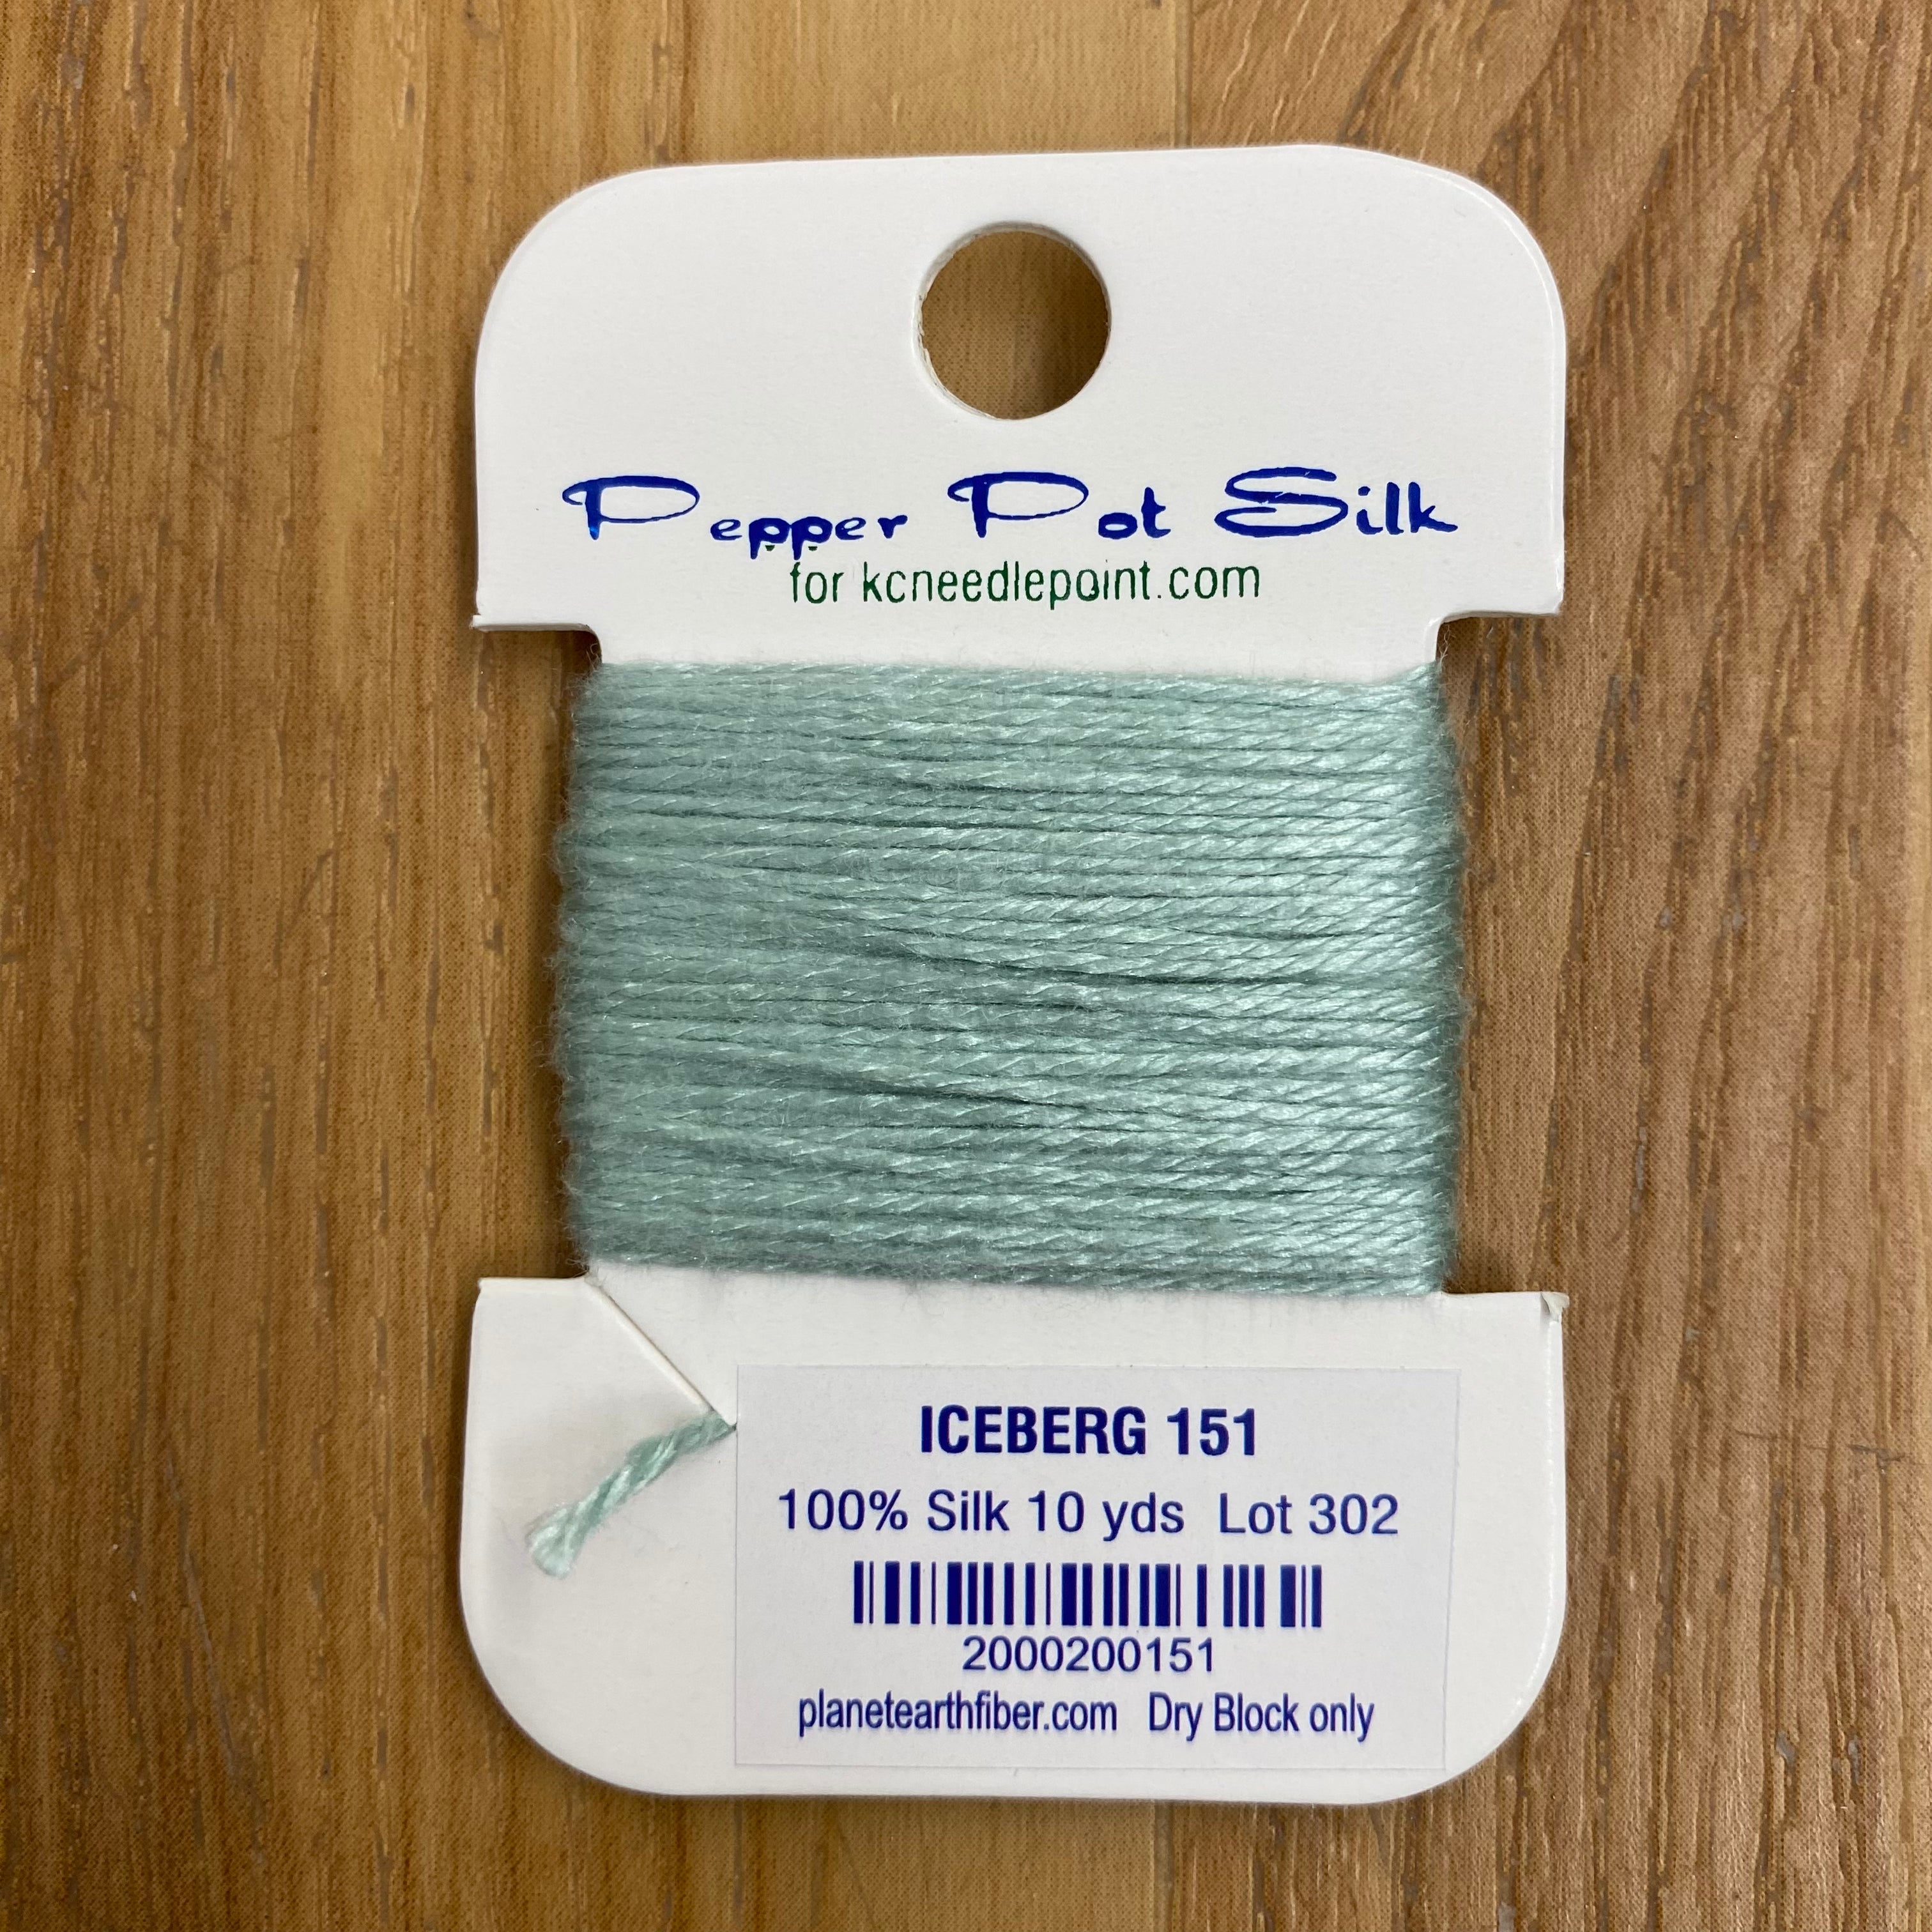 Pepper Pot Silk
for kcneedlepoint.com
ICEBERG 151
100% Silk 10 yds Lot 302
2000200151
planetearthfiber.com Dry Block only